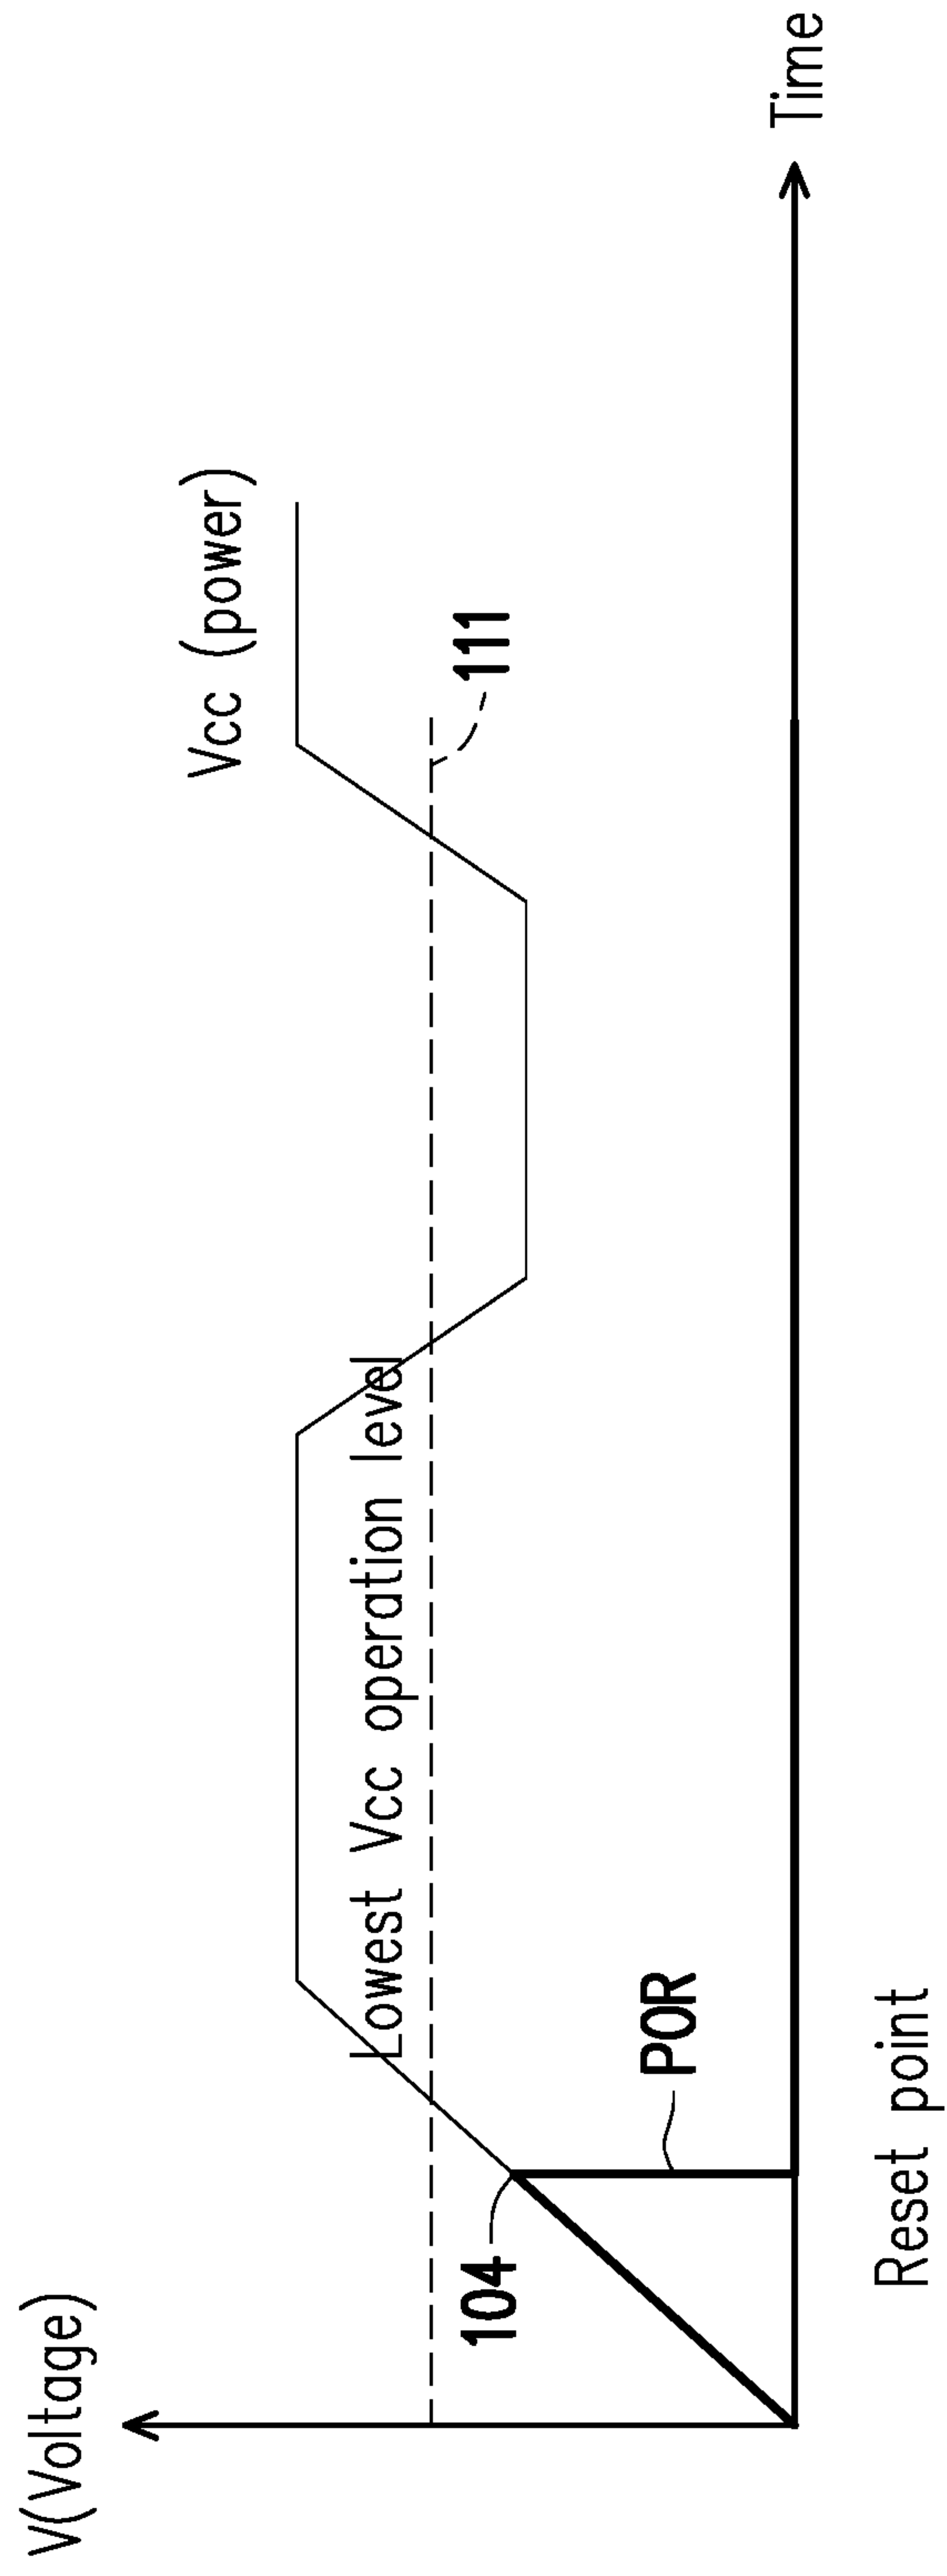 V(Voltage)
Vcc (power)
Lowest Vcc operation level
111
104
POR
Time
Reset point